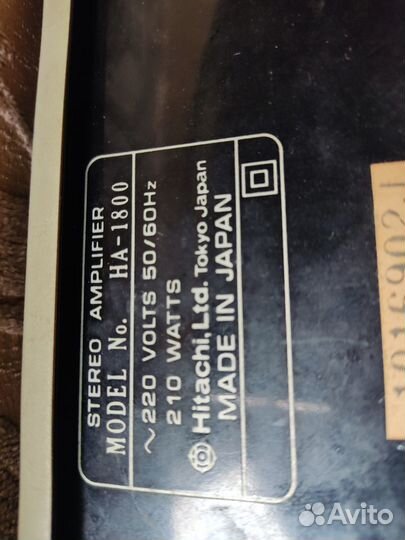 STEREO AMPLIFIER
MODEL No. HA-1800
~220 VOLTS 50/60Hz
210 WATTS
Hitachi, Ltd. Tokyo Japan
MADE IN JAPAN
1016902J
Avito